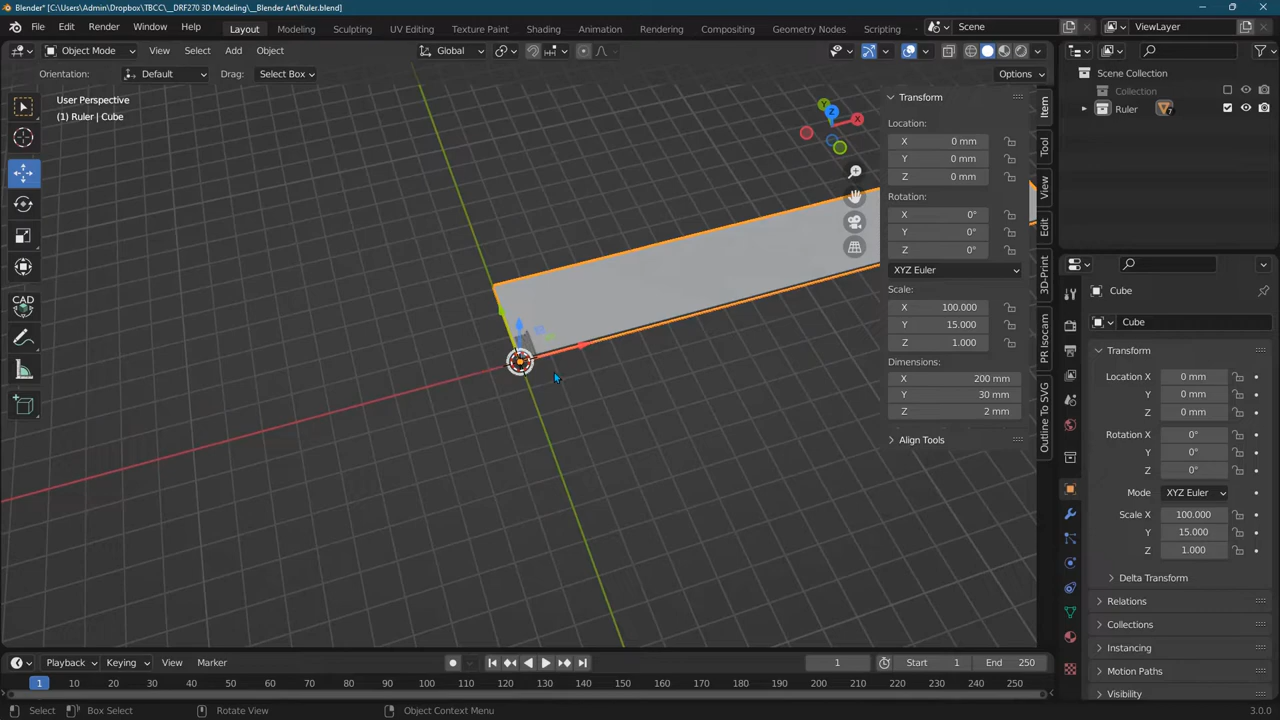 Blender* [C:\Users\Admin\Dropbox\TBCC\__DRF270 3D Modeling\__Blender Art\Ruler.blend]
File Edit Render Window Help Layout Modeling Sculpting UV Editing Texture Paint Shading Animation Rendering Compositing Geometry Nodes Scripting Scene ViewLayer
Object Mode View Select Add Object Global
Orientation: Default Drag: Select Box Options
User Perspective
(1) Ruler | Cube
CAD
Y
Z
X
Transform
Location:
X 0 mm
Y 0 mm
Z 0 mm
Rotation:
X 0°
Y 0°
Z 0°
XYZ Euler
Scale:
X 100.000
Y 15.000
Z 1.000
Dimensions:
X 200 mm
Y 30 mm
Z 2 mm
Align Tools
Item
Tool
View
Edit
3D-Print
PR Isocam
Outline To SVG
Scene Collection
Collection
Ruler 7
Cube
Cube
Transform
Location X 0 mm
Y 0 mm
Z 0 mm
Rotation X 0°
Y 0°
Z 0°
Mode XYZ Euler
Scale X 100.000
Y 15.000
Z 1.000
Delta Transform
Relations
Collections
Instancing
Motion Paths
Visibility
Playback Keying View Marker 1 Start 1 End 250
1 10 20 30 40 50 60 70 80 90 100 110 120 130 140 150 160 170 180 190 200 210 220 230 240 250
Select Box Select Rotate View Object Context Menu 3.0.0